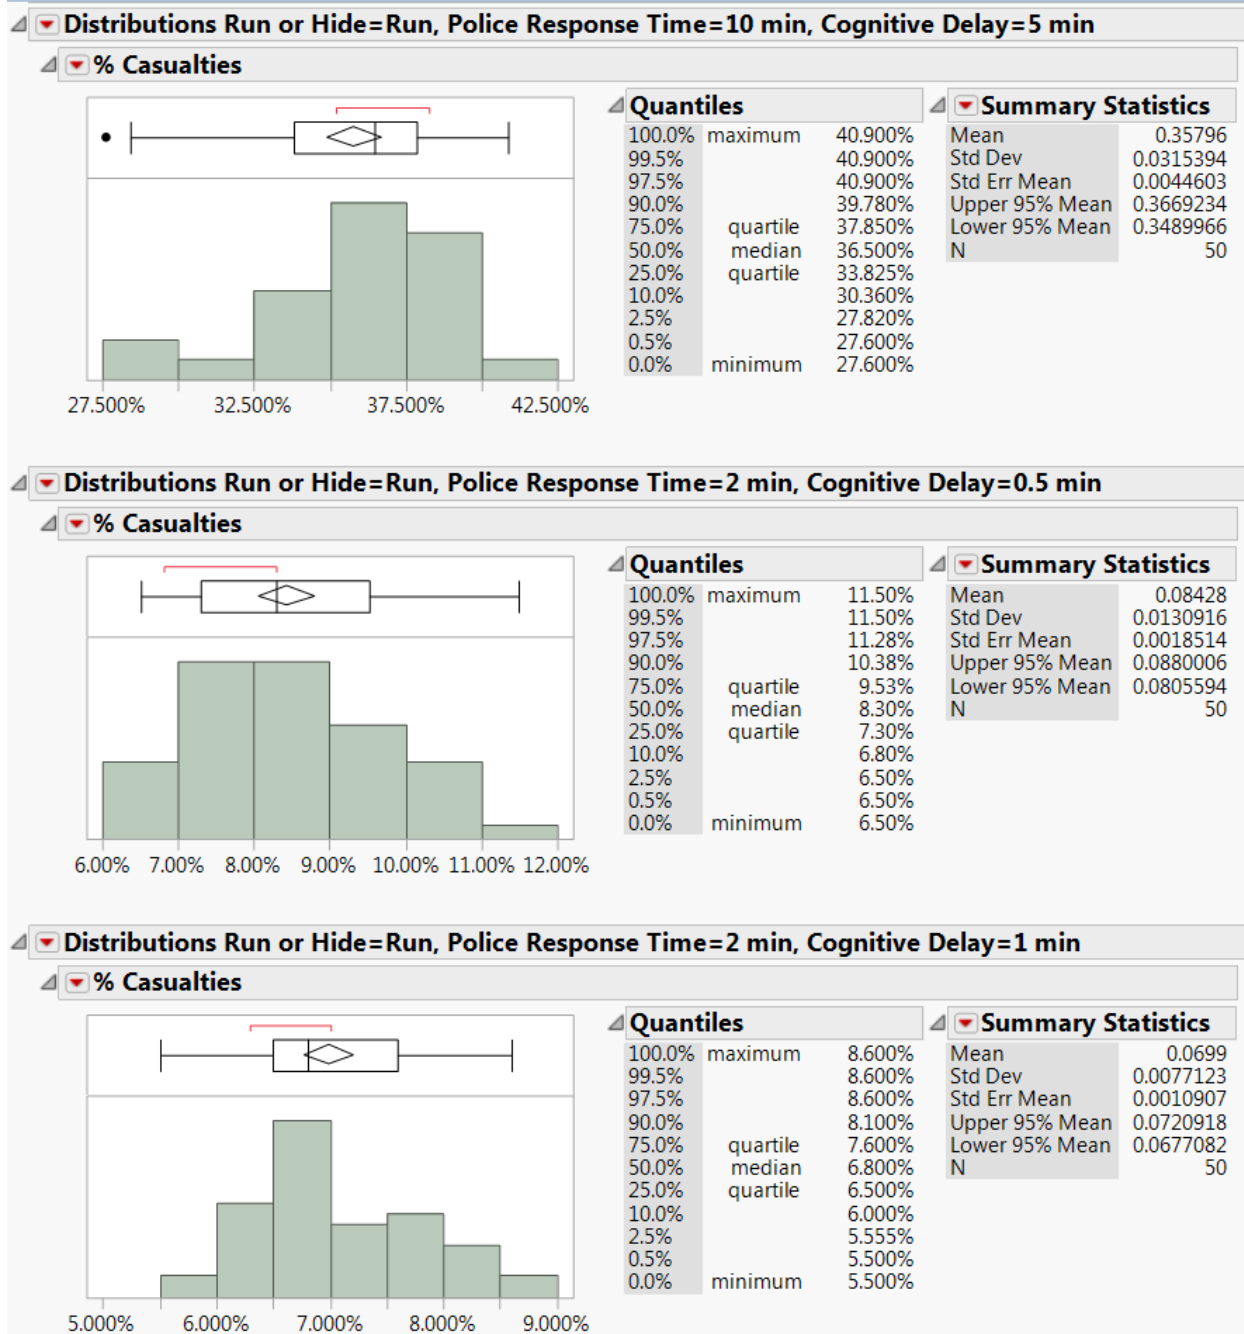 Distributions Run or Hide=Run, Police Response Time=10 min, Cognitive Delay=5 min
% Casualties
Quantiles
100.0% maximum 40.900%
99.5% 40.900%
97.5% 40.900%
90.0% 39.780%
75.0% quartile 37.850%
50.0% median 36.500%
25.0% quartile 33.825%
10.0% 30.360%
2.5% 27.820%
0.5% 27.600%
0.0% minimum 27.600%
Summary Statistics
Mean 0.35796
Std Dev 0.0315394
Std Err Mean 0.0044603
Upper 95% Mean 0.3669234
Lower 95% Mean 0.3489966
N 50
27.500% 32.500% 37.500% 42.500%
Distributions Run or Hide=Run, Police Response Time=2 min, Cognitive Delay=0.5 min
% Casualties
Quantiles
100.0% maximum 11.50%
99.5% 11.50%
97.5% 11.28%
90.0% 10.38%
75.0% quartile 9.53%
50.0% median 8.30%
25.0% quartile 7.30%
10.0% 6.80%
2.5% 6.50%
0.5% 6.50%
0.0% minimum 6.50%
Summary Statistics
Mean 0.08428
Std Dev 0.0130916
Std Err Mean 0.0018514
Upper 95% Mean 0.0880006
Lower 95% Mean 0.0805594
N 50
6.00% 7.00% 8.00% 9.00% 10.00% 11.00% 12.00%
Distributions Run or Hide=Run, Police Response Time=2 min, Cognitive Delay=1 min
% Casualties
Quantiles
100.0% maximum 8.600%
99.5% 8.600%
97.5% 8.600%
90.0% 8.100%
75.0% quartile 7.600%
50.0% median 6.800%
25.0% quartile 6.500%
10.0% 6.000%
2.5% 5.555%
0.5% 5.500%
0.0% minimum 5.500%
Summary Statistics
Mean 0.0699
Std Dev 0.0077123
Std Err Mean 0.0010907
Upper 95% Mean 0.0720918
Lower 95% Mean 0.0677082
N 50
5.000% 6.000% 7.000% 8.000% 9.000%